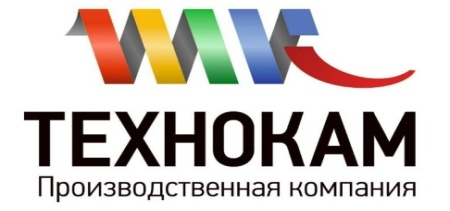 ТЕХНОКАМ
Производственная компания